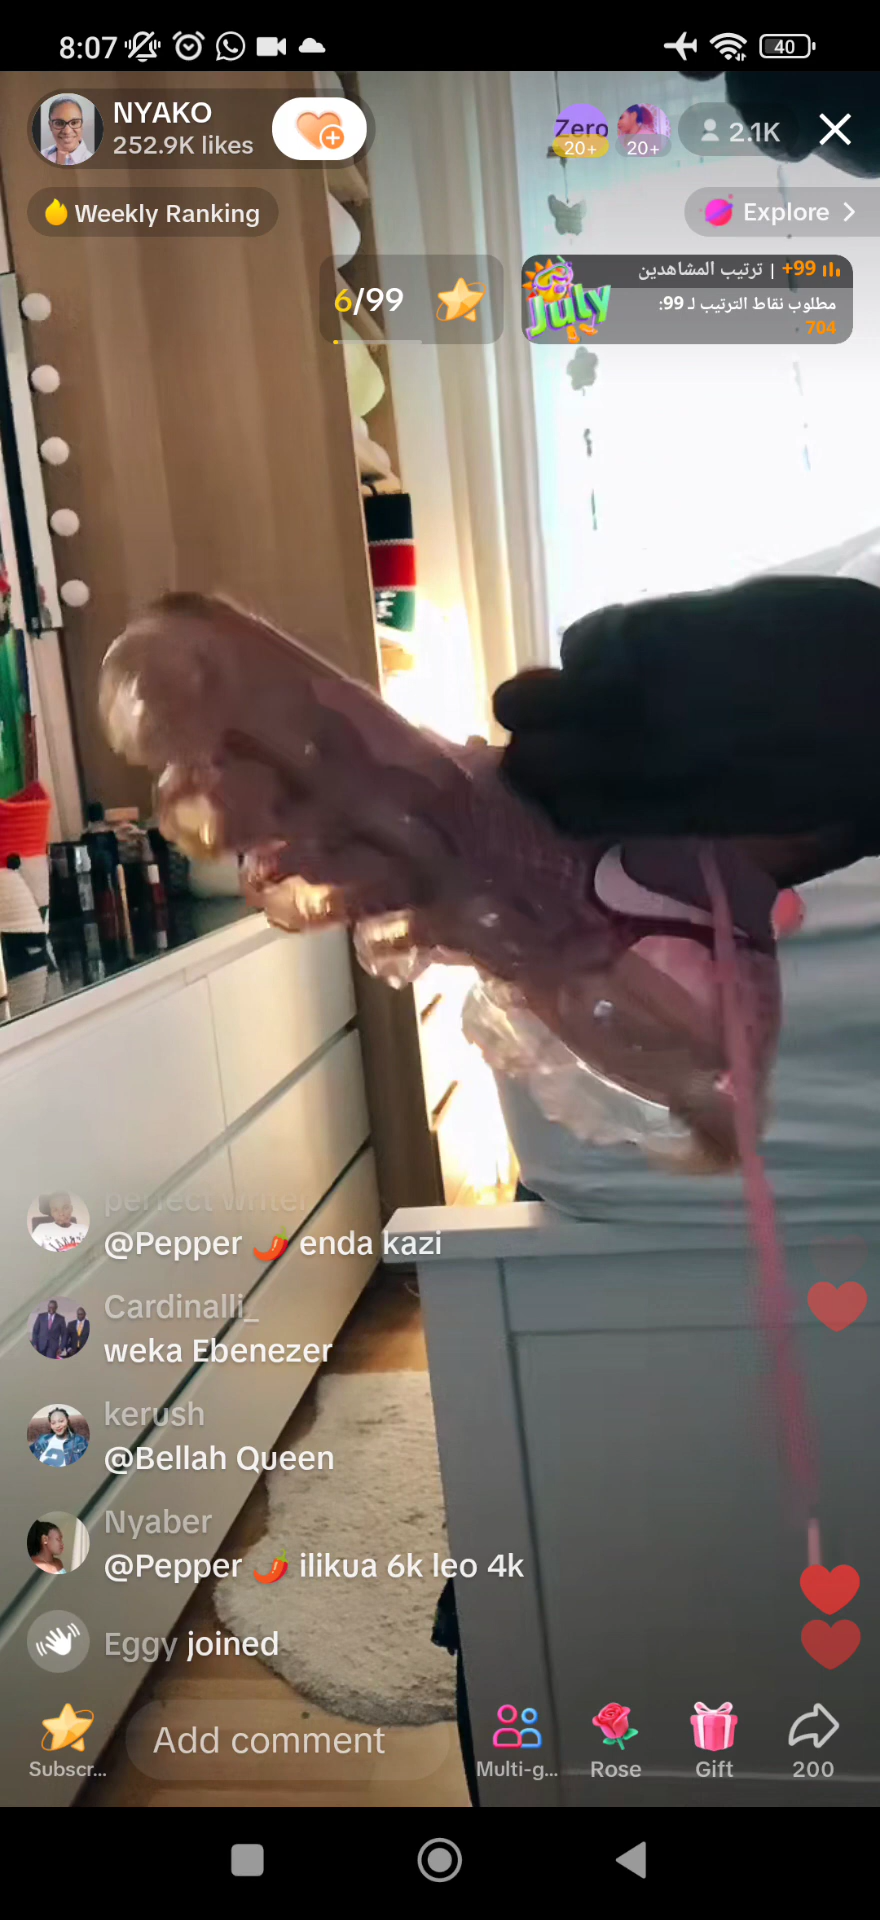 8:07
40
NYAKO
252.9K likes
Zero
20+
20+
2.1K
Weekly Ranking
Explore
6/99
July
+99 | ترتيب المشاهدين
مطلوب نقاط الترتيب لـ 99:
704
perfect writer
@Pepper 🌶️ enda kazi
Cardinalli_
weka Ebenezer
kerush
@Bellah Queen
Nyaber
@Pepper 🌶️ ilikua 6k leo 4k
Eggy joined
Add comment
Subscr...
Multi-g...
Rose
Gift
200